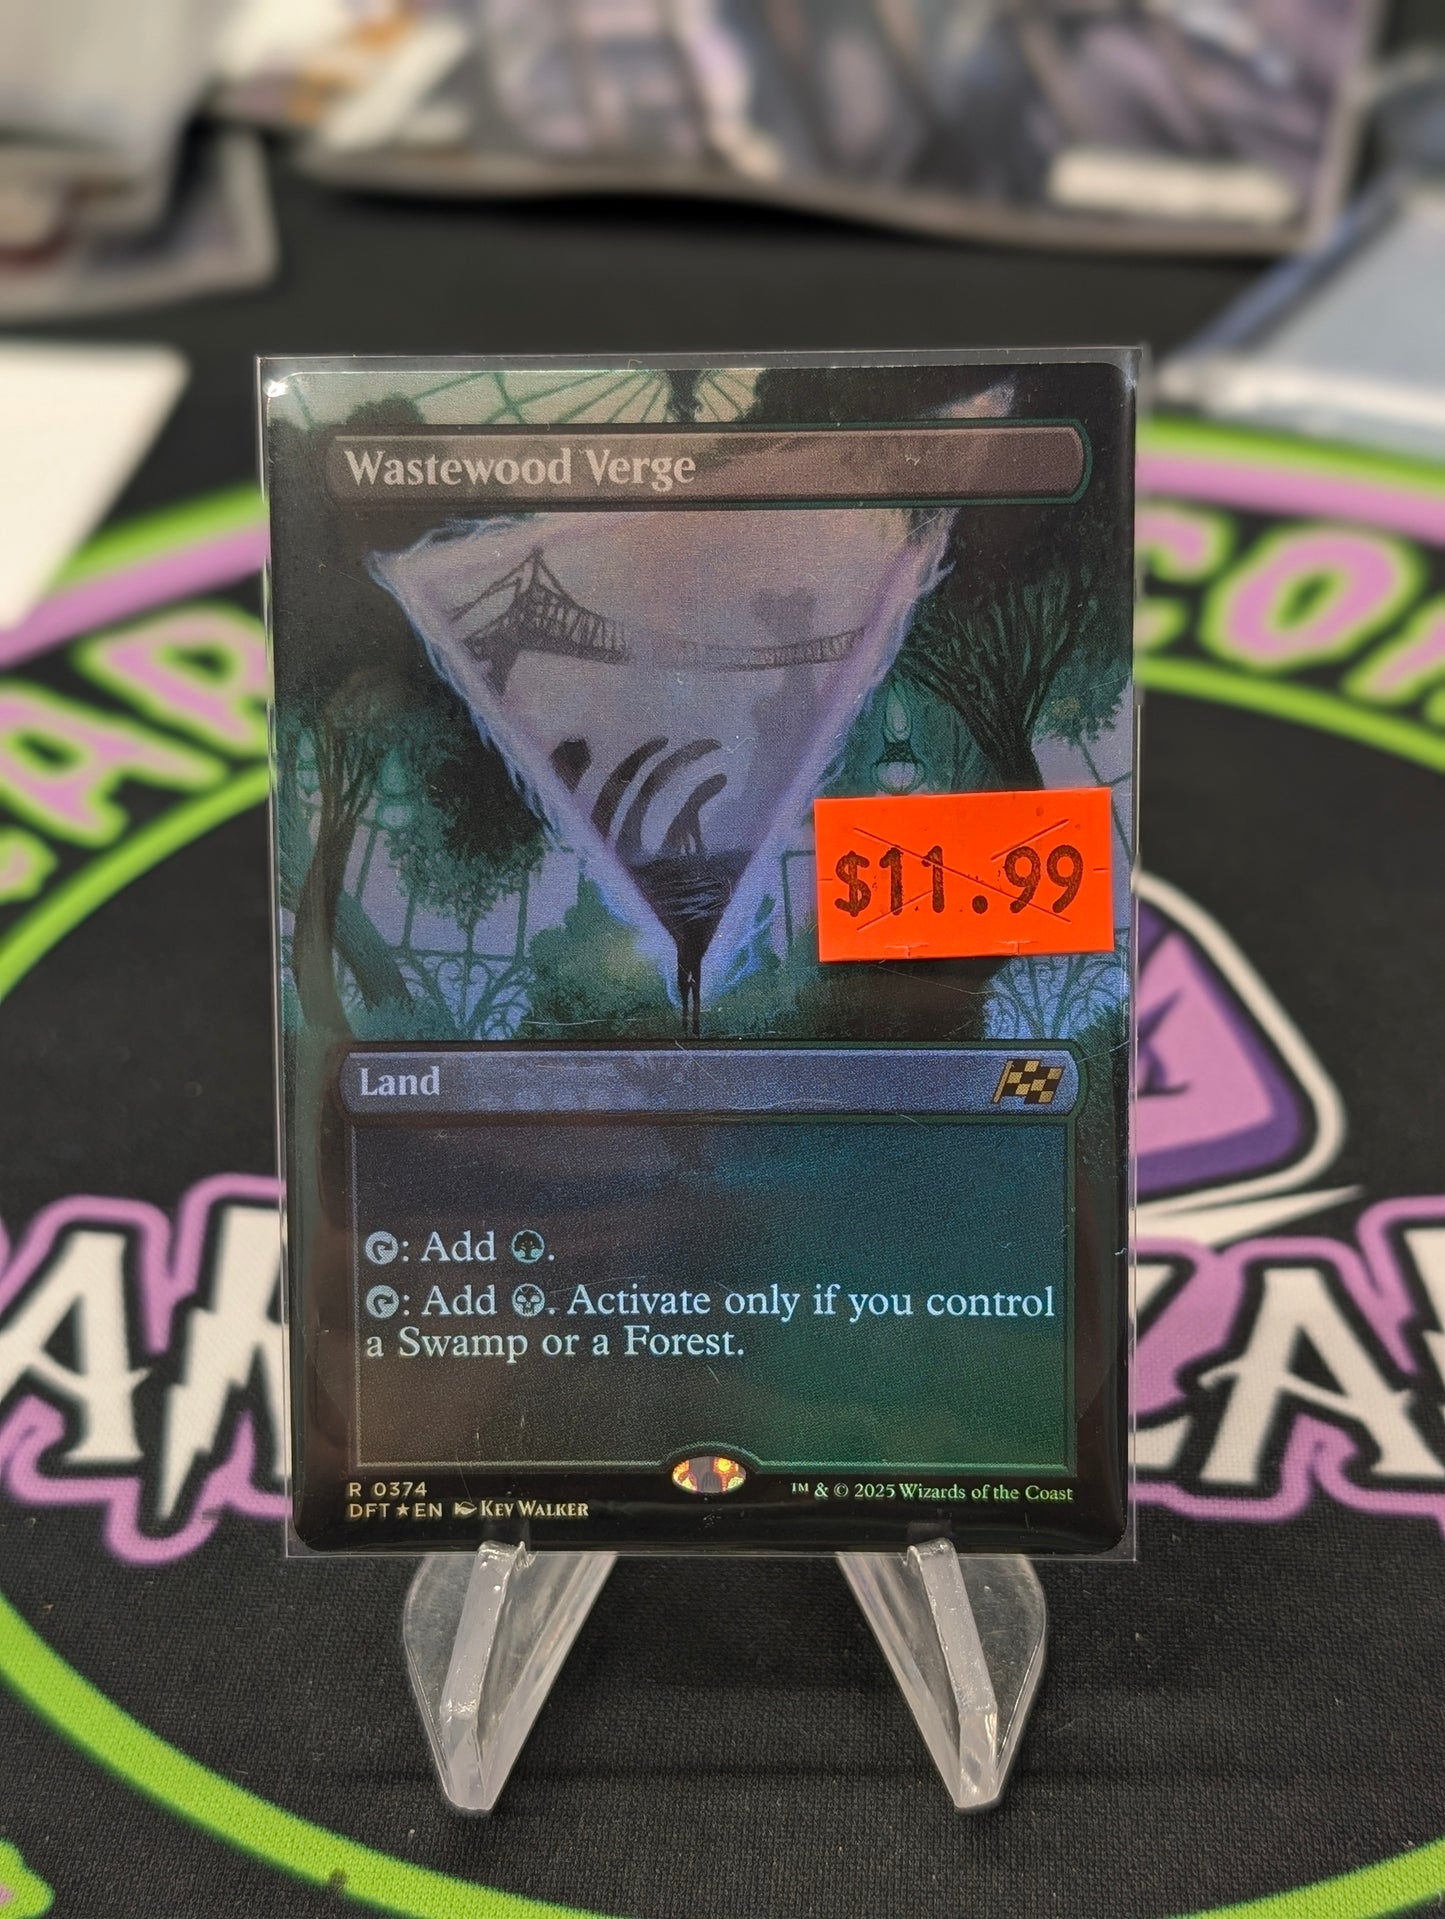 Wastewood Verge
$11.99
Land
: Add .
: Add . Activate only if you control
a Swamp or a Forest.
R 0374
DFT★EN KEV WALKER
™ & © 2025 Wizards of the Coast